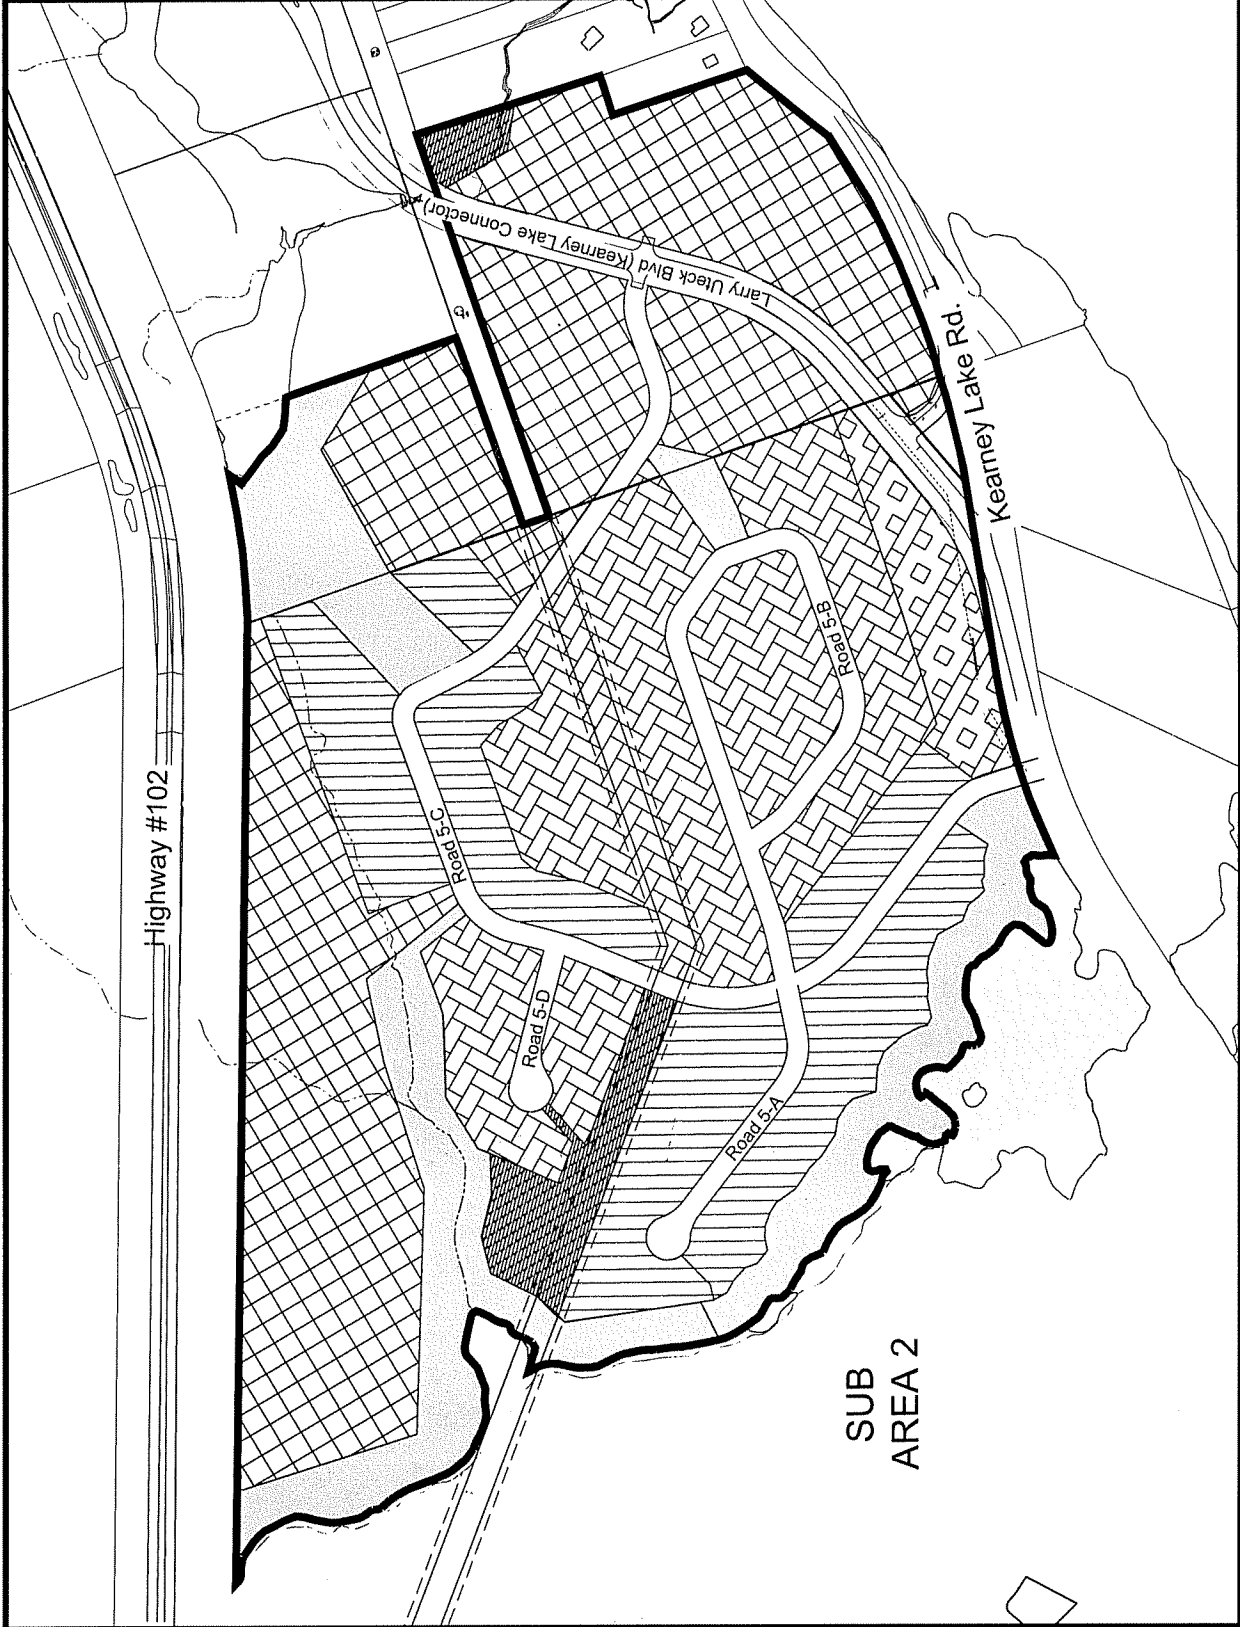 Highway #102
Larry Uteck Blvd (Kearney Lake Connector)
Kearney Lake Rd.
Road 5-C
Road 5-B
Road 5-D
Road 5-A
SUB
AREA 2